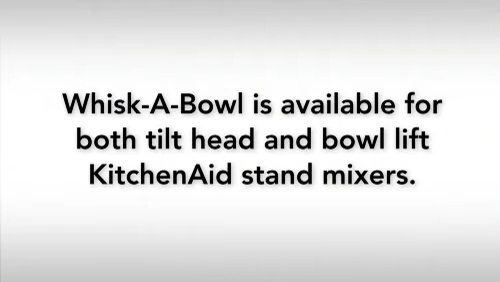 Whisk-A-Bowl is available for
both tilt head and bowl lift
KitchenAid stand mixers.